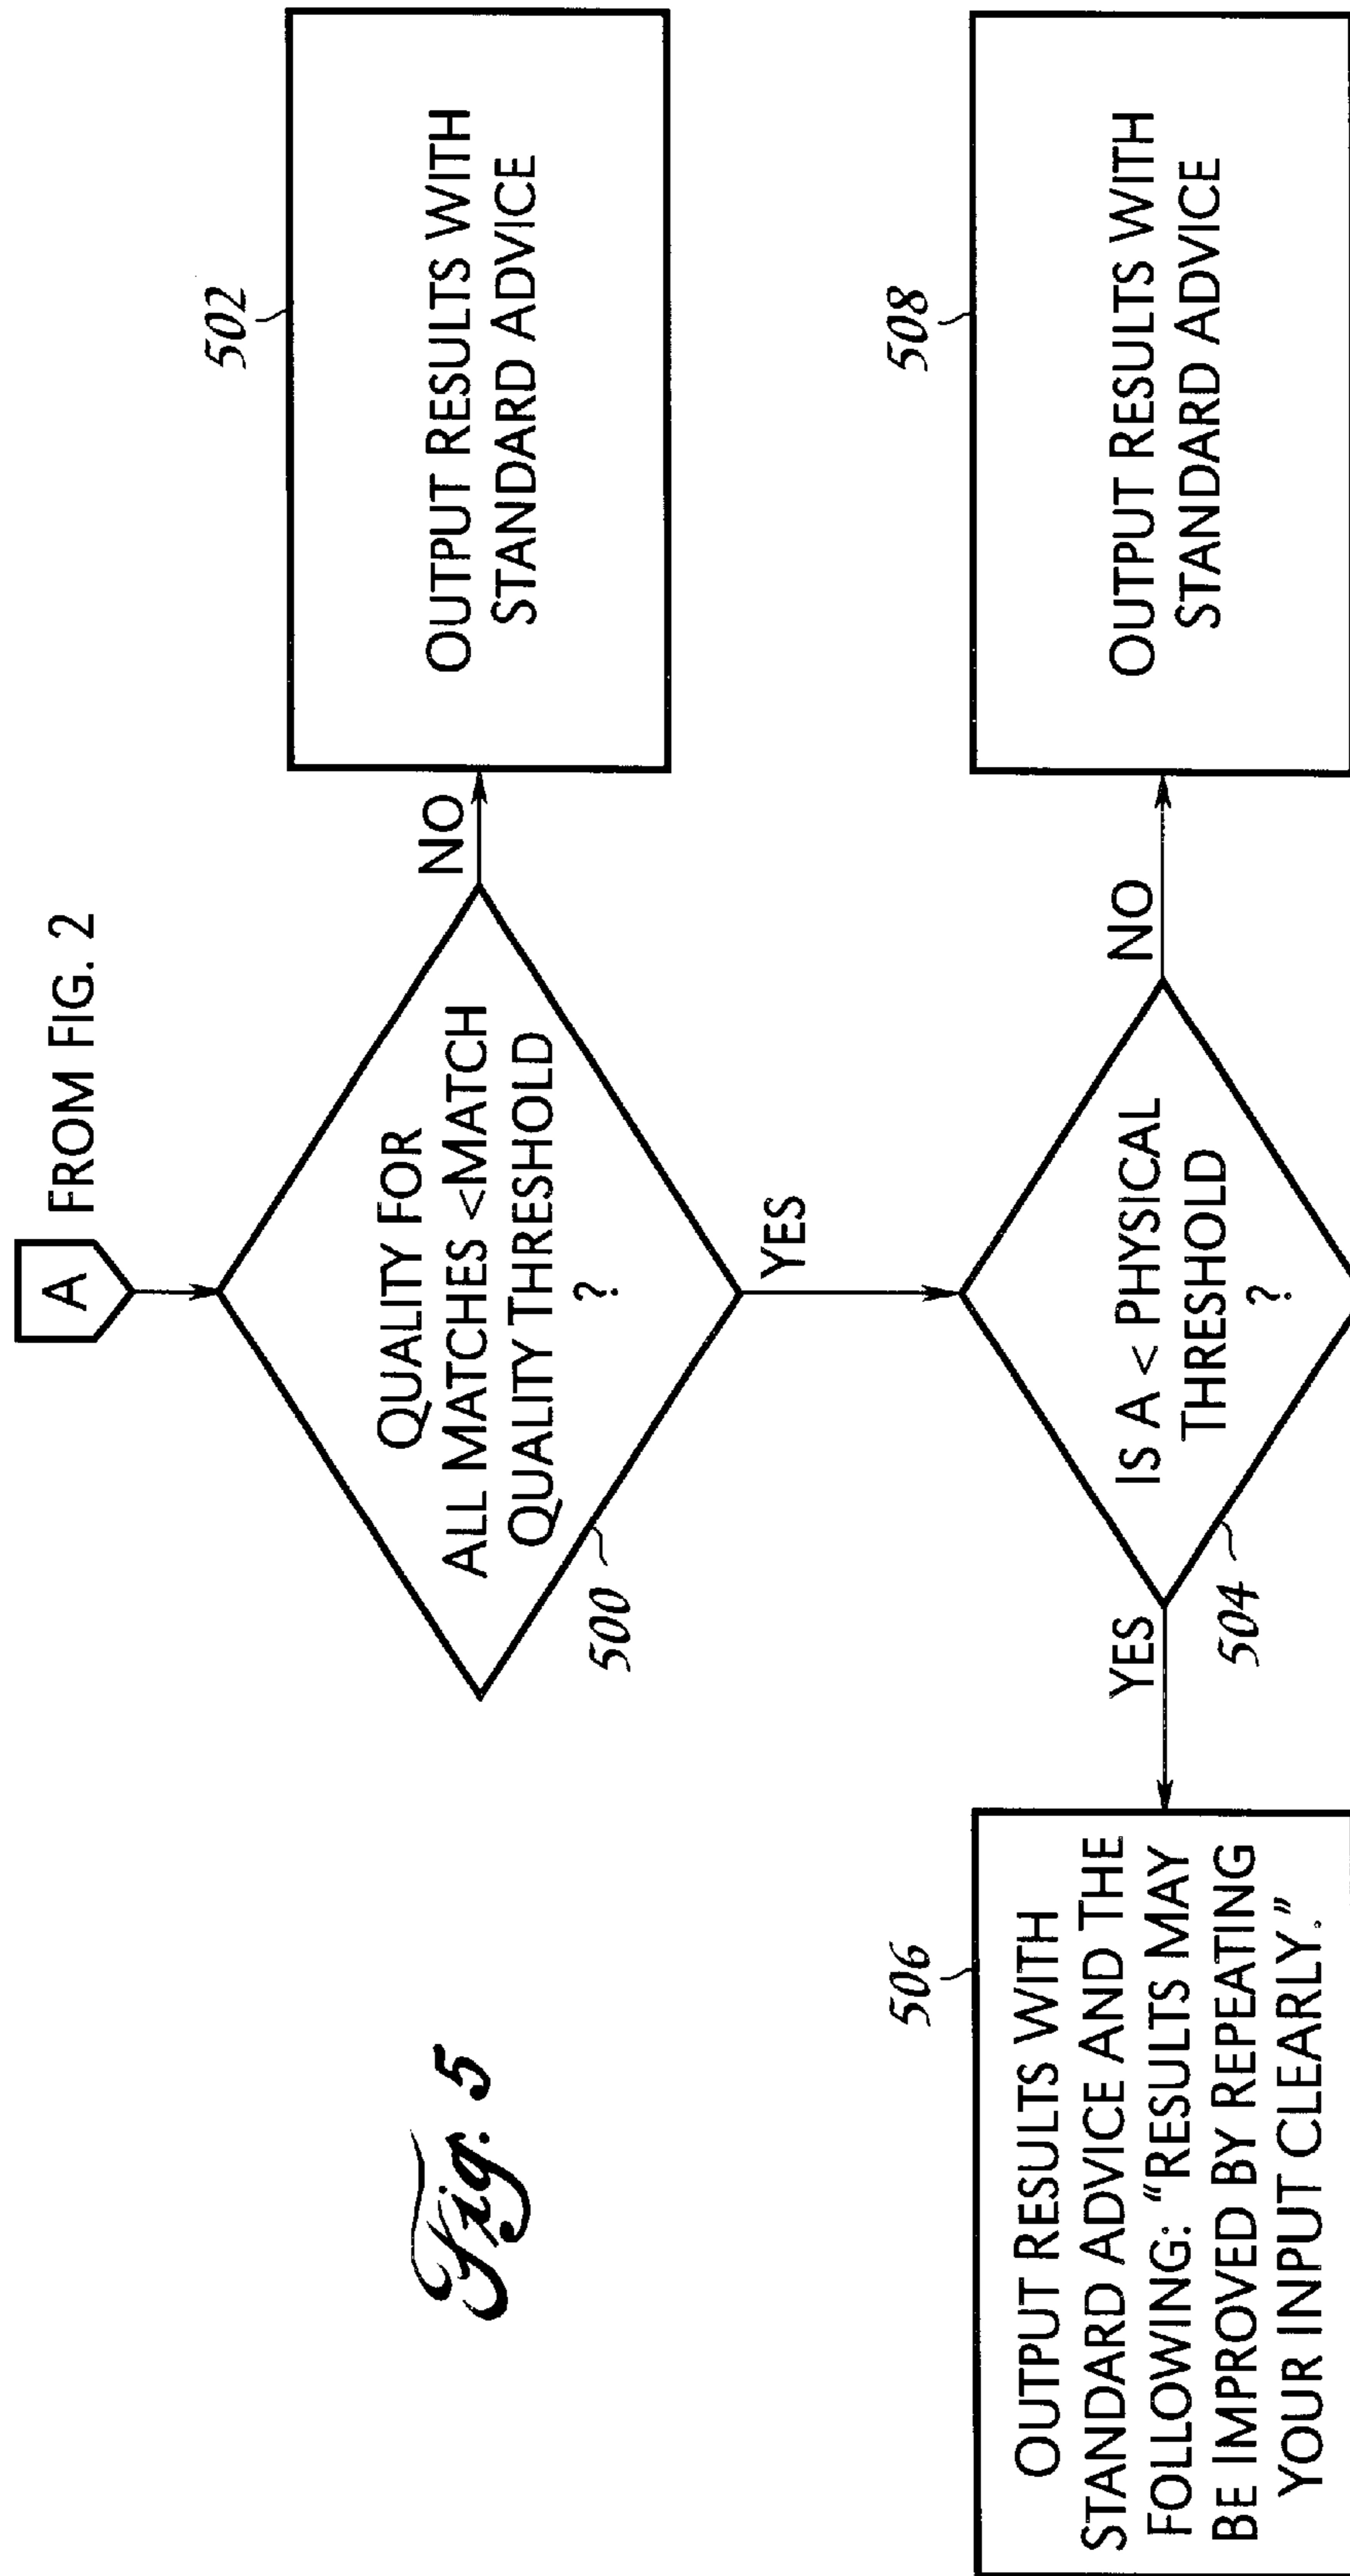 A FROM FIG. 2
QUALITY FOR
ALL MATCHES <MATCH
QUALITY THRESHOLD
?
500
NO
502
OUTPUT RESULTS WITH
STANDARD ADVICE
YES
IS A < PHYSICAL
THRESHOLD
?
504
NO
508
OUTPUT RESULTS WITH
STANDARD ADVICE
YES
506
OUTPUT RESULTS WITH
STANDARD ADVICE AND THE
FOLLOWING: “RESULTS MAY
BE IMPROVED BY REPEATING
YOUR INPUT CLEARLY.”
Fig. 5